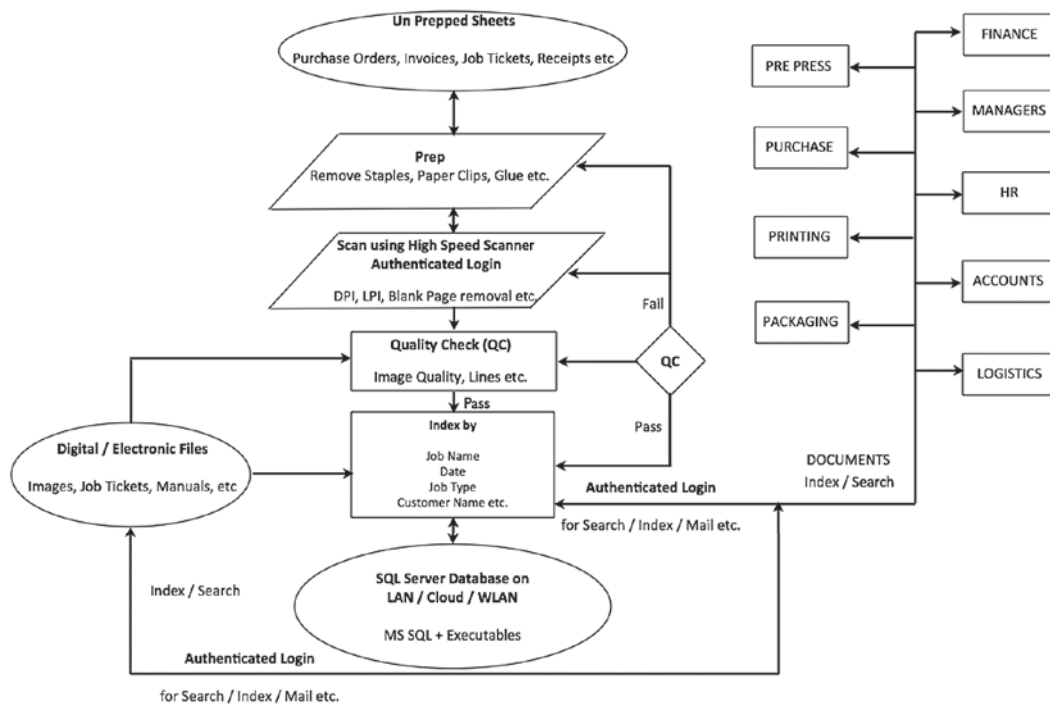 Un Prepped Sheets
Purchase Orders, Invoices, Job Tickets, Receipts etc
Prep
Remove Staples, Paper Clips, Glue etc.
Scan using High Speed Scanner
Authenticated Login
DPI, LPI, Blank Page removal etc.
Quality Check (QC)
Image Quality, Lines etc.
Pass
Index by
Job Name
Date
Job Type
Customer Name etc.
SQL Server Database on
LAN / Cloud / WLAN
MS SQL + Executables
Digital / Electronic Files
Images, Job Tickets, Manuals, etc
Index / Search
Authenticated Login
for Search / Index / Mail etc.
Fail
QC
Pass
Authenticated Login
for Search / Index / Mail etc.
DOCUMENTS
Index / Search
PRE PRESS
PURCHASE
PRINTING
PACKAGING
FINANCE
MANAGERS
HR
ACCOUNTS
LOGISTICS